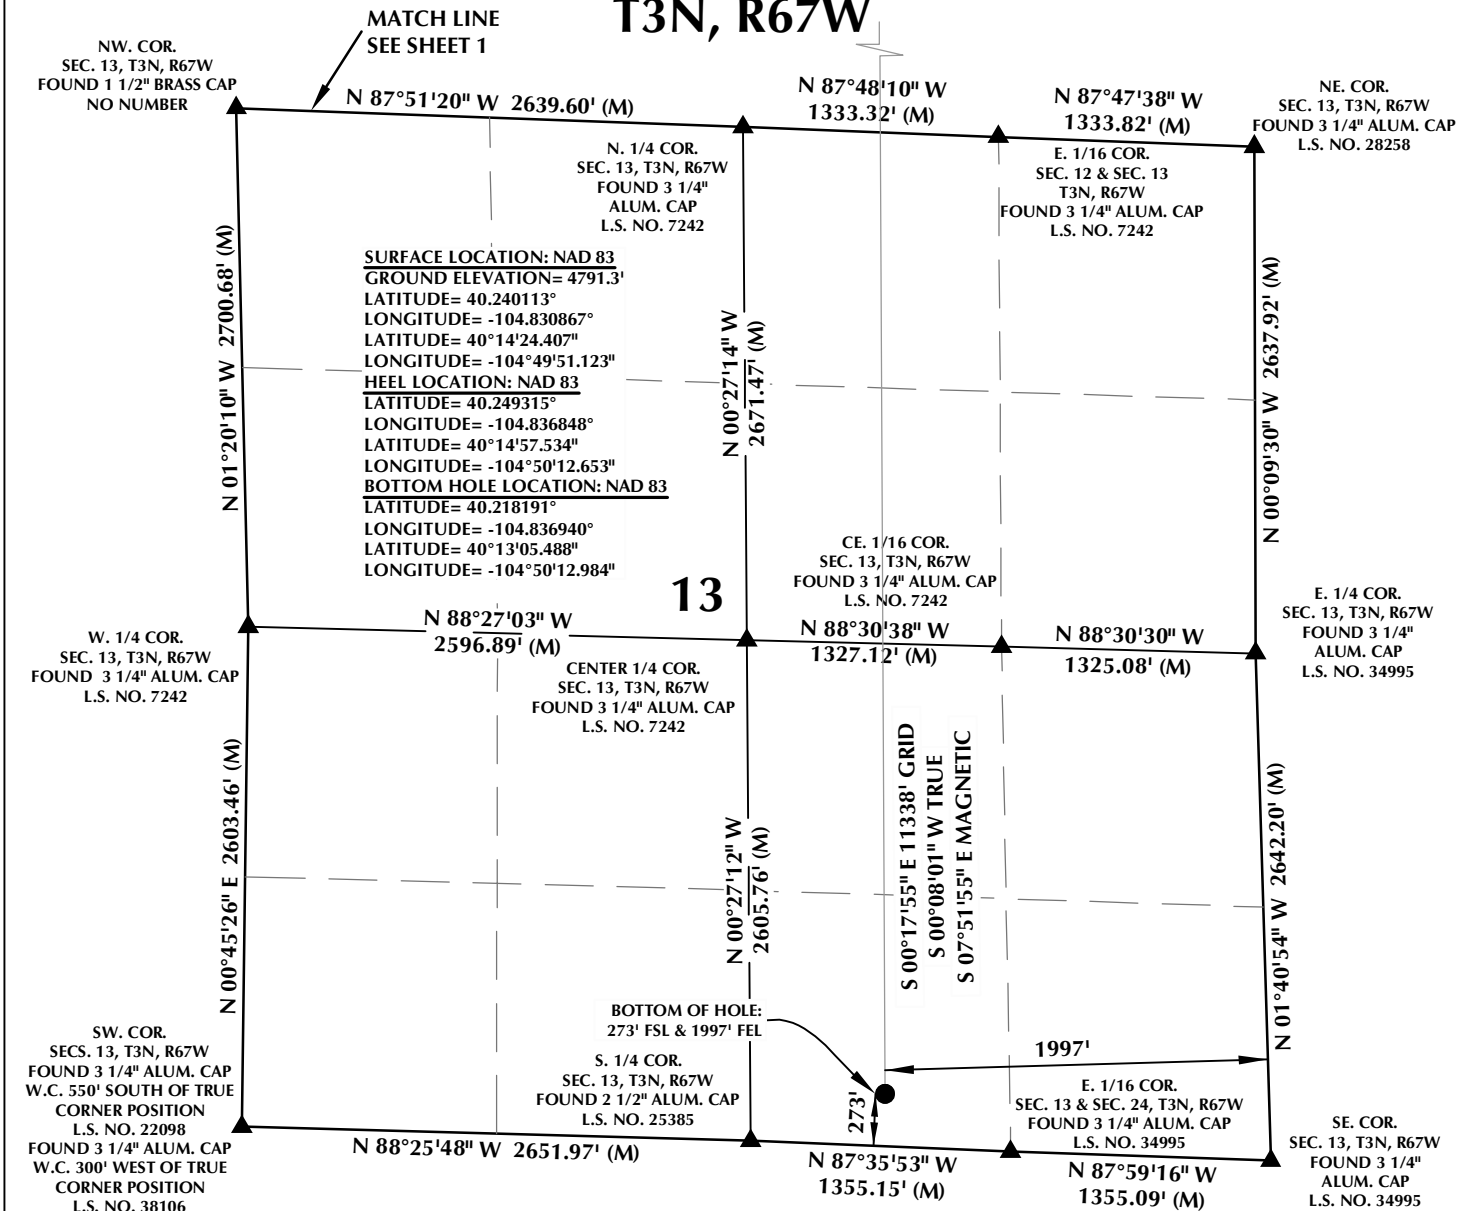 T3N, R67W
MATCH LINE
SEE SHEET 1
NW. COR.
SEC. 13, T3N, R67W
FOUND 1 1/2" BRASS CAP
NO NUMBER
N 87°51'20" W 2639.60' (M)
N 87°48'10" W
1333.32' (M)
N 87°47'38" W
1333.82' (M)
NE. COR.
SEC. 13, T3N, R67W
FOUND 3 1/4" ALUM. CAP
L.S. NO. 28258
N. 1/4 COR.
SEC. 13, T3N, R67W
FOUND 3 1/4"
ALUM. CAP
L.S. NO. 7242
E. 1/16 COR.
SEC. 12 & SEC. 13
T3N, R67W
FOUND 3 1/4" ALUM. CAP
L.S. NO. 7242
N 01°20'10" W 2700.68' (M)
SURFACE LOCATION: NAD 83
GROUND ELEVATION= 4791.3'
LATITUDE= 40.240113°
LONGITUDE= -104.830867°
LATITUDE= 40°14'24.407"
LONGITUDE= -104°49'51.123"
HEEL LOCATION: NAD 83
LATITUDE= 40.249315°
LONGITUDE= -104.836848°
LATITUDE= 40°14'57.534"
LONGITUDE= -104°50'12.653"
BOTTOM HOLE LOCATION: NAD 83
LATITUDE= 40.218191°
LONGITUDE= -104.836940°
LATITUDE= 40°13'05.488"
LONGITUDE= -104°50'12.984"
N 00°27'14" W
2671.47' (M)
N 00°09'30" W 2637.92' (M)
13
CE. 1/16 COR.
SEC. 13, T3N, R67W
FOUND 3 1/4" ALUM. CAP
L.S. NO. 7242
W. 1/4 COR.
SEC. 13, T3N, R67W
FOUND 3 1/4" ALUM. CAP
L.S. NO. 7242
N 88°27'03" W
2596.89' (M)
N 88°30'38" W
1327.12' (M)
N 88°30'30" W
1325.08' (M)
E. 1/4 COR.
SEC. 13, T3N, R67W
FOUND 3 1/4"
ALUM. CAP
L.S. NO. 34995
CENTER 1/4 COR.
SEC. 13, T3N, R67W
FOUND 3 1/4" ALUM. CAP
L.S. NO. 7242
N 00°45'26" E 2603.46' (M)
N 00°27'12" W
2605.76' (M)
S 00°17'55" E 11338' GRID
S 00°08'01" W TRUE
S 07°51'55" E MAGNETIC
N 01°40'54" W 2642.20' (M)
BOTTOM OF HOLE:
273' FSL & 1997' FEL
1997'
273'
SW. COR.
SECS. 13, T3N, R67W
FOUND 3 1/4" ALUM. CAP
W.C. 550' SOUTH OF TRUE
CORNER POSITION
L.S. NO. 22098
FOUND 3 1/4" ALUM. CAP
W.C. 300' WEST OF TRUE
CORNER POSITION
L.S. NO. 38106
S. 1/4 COR.
SEC. 13, T3N, R67W
FOUND 2 1/2" ALUM. CAP
L.S. NO. 25385
E. 1/16 COR.
SEC. 13 & SEC. 24, T3N, R67W
FOUND 3 1/4" ALUM. CAP
L.S. NO. 34995
SE. COR.
SEC. 13, T3N, R67W
FOUND 3 1/4"
ALUM. CAP
L.S. NO. 34995
N 88°25'48" W 2651.97' (M)
N 87°35'53" W
1355.15' (M)
N 87°59'16" W
1355.09' (M)